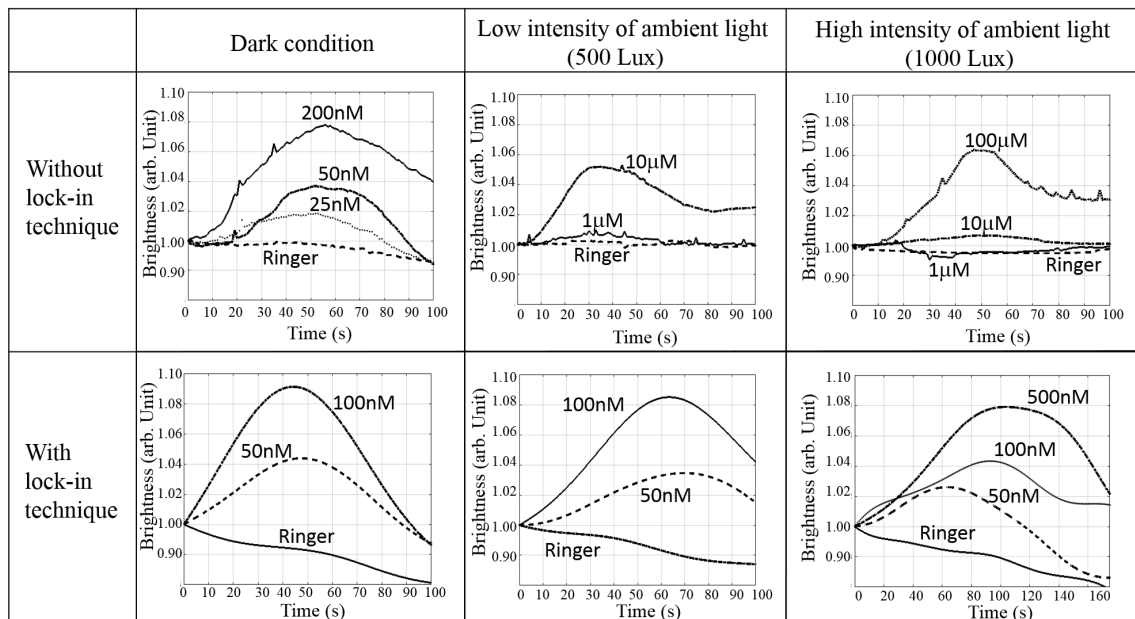 Dark condition
Low intensity of ambient light
(500 Lux)
High intensity of ambient light
(1000 Lux)
Without
lock-in
technique
Brightness (arb. Unit)
1.10
1.08
1.06
1.04
1.02
1.00
0.90
200nM
50nM
25nM
Ringer
0 10 20 30 40 50 60 70 80 90 100
Time (s)
Brightness (arb. Unit)
1.10
1.08
1.06
1.04
1.02
1.00
0.90
10μM
1μM
Ringer
0 10 20 30 40 50 60 70 80 90 100
Time (s)
Brightness (arb. Unit)
1.10
1.08
1.06
1.04
1.02
1.00
0.90
100μM
10μM
1μM
Ringer
0 10 20 30 40 50 60 70 80 90 100
Time (s)
With
lock-in
technique
Brightness (arb. Unit)
1.10
1.08
1.06
1.04
1.02
1.00
0.90
1.80
100nM
50nM
Ringer
0 10 20 30 40 50 60 70 80 90 100
Time (s)
Brightness (arb. Unit)
1.10
1.08
1.06
1.04
1.02
1.00
0.90
1.80
100nM
50nM
Ringer
0 10 20 30 40 50 60 70 80 90 100
Time (s)
Brightness (arb. Unit)
1.10
1.08
1.06
1.04
1.02
1.00
0.90
1.80
500nM
100nM
50nM
Ringer
0 20 40 60 80 100 120 140 160
Time (s)